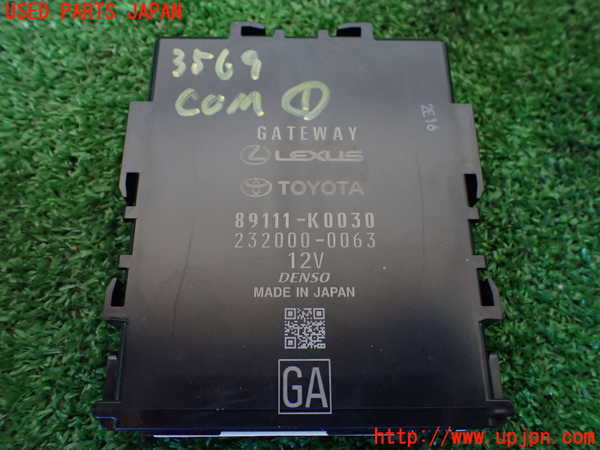 USED PARTS JAPAN
3569
COM ①
2E16
GATEWAY
LEXUS
TOYOTA
89111-K0030
232000-0063
12V
DENSO
MADE IN JAPAN
GA
http://www.upjpn.com